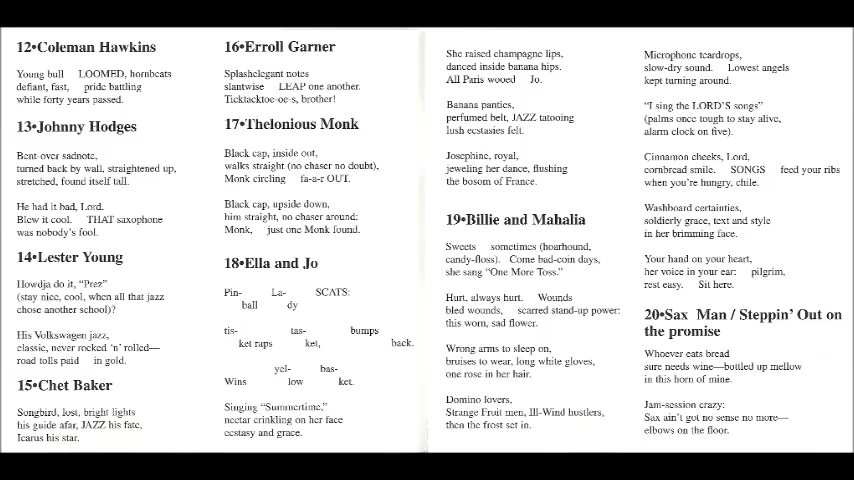 12•Coleman Hawkins
Young bull LOOMED, hornbeats
defiant, fast, pride battling
while forty years passed.
13•Johnny Hodges
Bent-over sadnote,
turned back by wall, straightened up,
stretched, found itself tall.
He had it bad, Lord.
Blew it cool. THAT saxophone
was nobody's fool.
14•Lester Young
Howdja do it, "Prez"
(stay nice, cool, when all that jazz
chose another school)?
His Volkswagen jazz,
classic, never rocked 'n' rolled—
road tolls paid in gold.
15•Chet Baker
Songbird, lost, bright lights
his guide afar, JAZZ his fate,
Icarus his star.
16•Erroll Garner
Splashelegant notes
slantwise LEAP one another.
Ticktacktoe-oe-s, brother!
17•Thelonious Monk
Black cap, inside out,
walks straight (no chaser no doubt),
Monk circling fa-a-r OUT.
Black cap, upside down,
him straight, no chaser around:
Monk, just one Monk found.
18•Ella and Jo
Pin- La- SCATS:
ball dy
tis- tas- bumps
ket raps ket, back.
yel- bas-
Wins low ket.
Singing "Summertime,"
nectar crinkling on her face
ecstasy and grace.
She raised champagne lips,
danced inside banana hips.
All Paris wooed Jo.
Banana panties,
perfumed belt, JAZZ tatooing
lush ecstasies felt.
Josephine, royal,
jeweling her dance, flushing
the bosom of France.
19•Billie and Mahalia
Sweets sometimes (hoarhound,
candy-floss). Come bad-coin days,
she sang "One More Toss."
Hurt, always hurt. Wounds
bled wounds, scarred stand-up power:
this worn, sad flower.
Wrong arms to sleep on,
bruises to wear, long white gloves,
one rose in her hair.
Domino lovers,
Strange Fruit men, Ill-Wind hustlers,
then the frost set in.
Microphone teardrops,
slow-dry sound. Lowest angels
kept turning around.
"I sing the LORD'S songs"
(palms once tough to stay alive,
alarm clock on five).
Cinnamon cheeks, Lord,
cornbread smile. SONGS feed your ribs
when you're hungry, chile.
Washboard certainties,
soldierly grace, text and style
in her brimming face.
Your hand on your heart,
her voice in your ear: pilgrim,
rest easy. Sit here.
20•Sax Man / Steppin' Out on
the promise
Whoever eats bread
sure needs wine—bottled up mellow
in this horn of mine.
Jam-session crazy:
Sax ain't got no sense no more—
elbows on the floor.